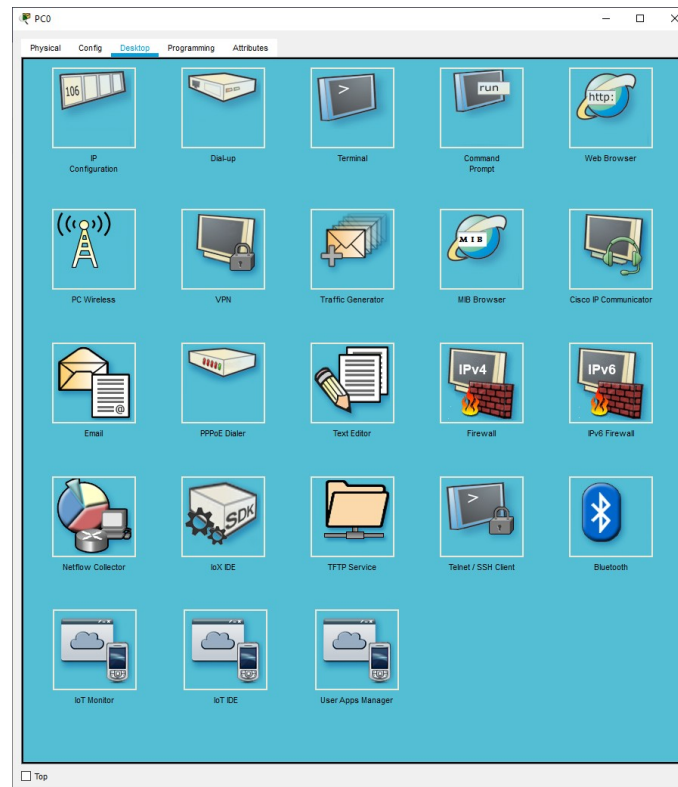 PC0
Physical Config Desktop Programming Attributes
106
run
http:
IP
Configuration
Dial-up
Terminal
Command
Prompt
Web Browser
MIB
PC Wireless
VPN
Traffic Generator
MIB Browser
Cisco IP Communicator
IPv4
IPv6
@
Email
PPPoE Dialer
Text Editor
Firewall
IPv6 Firewall
>
SDK
>
Netflow Collector
IoX IDE
TFTP Service
Telnet / SSH Client
Bluetooth
IoT Monitor
IoT IDE
User Apps Manager
Top